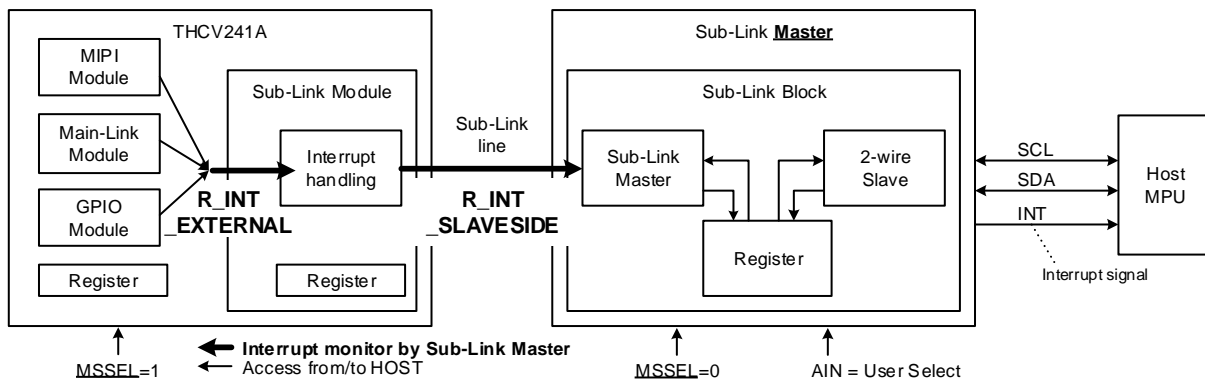 THCV241A
MIPI
Module
Main-Link
Module
GPIO
Module
Register
Sub-Link Module
Interrupt
handling
Register
R_INT
_EXTERNAL
Sub-Link
line
R_INT
_SLAVESIDE
Sub-Link Master
Sub-Link Block
Sub-Link
Master
2-wire
Slave
Register
SCL
SDA
INT
Interrupt signal
Host
MPU
MSSEL=1
Interrupt monitor by Sub-Link Master
Access from/to HOST
MSSEL=0
AIN = User Select